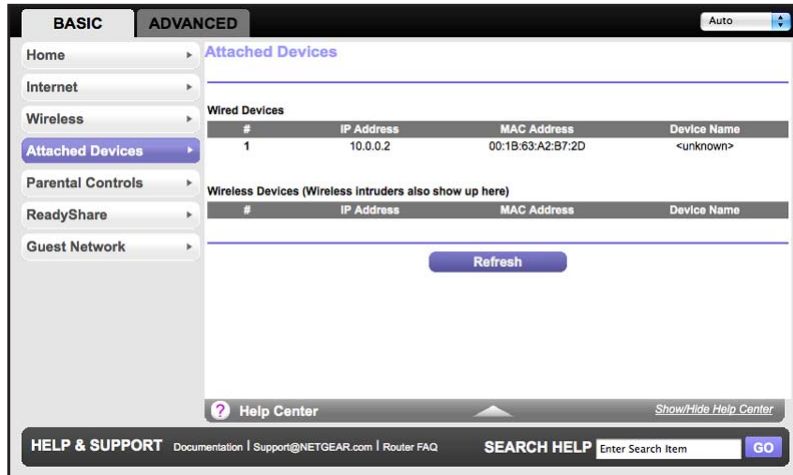 BASIC ADVANCED Auto
Home
Internet
Wireless
Attached Devices
Parental Controls
ReadyShare
Guest Network
Attached Devices
Wired Devices
# IP Address MAC Address Device Name
1 10.0.0.2 00:1B:63:A2:B7:2D <unknown>
Wireless Devices (Wireless intruders also show up here)
# IP Address MAC Address Device Name
Refresh
? Help Center Show/Hide Help Center
HELP & SUPPORT Documentation | Support@NETGEAR.com | Router FAQ SEARCH HELP Enter Search Item GO